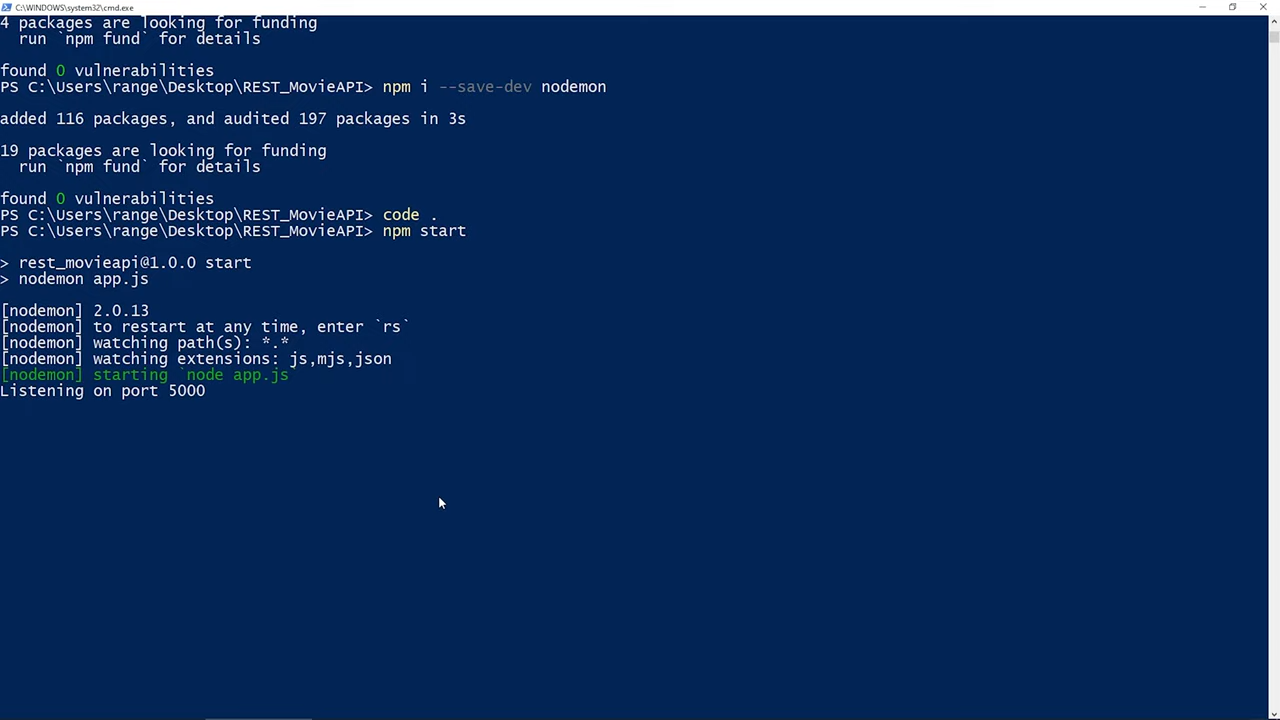 C:\WINDOWS\system32\cmd.exe
4 packages are looking for funding
  run `npm fund` for details
found 0 vulnerabilities
PS C:\Users\range\Desktop\REST_MovieAPI> npm i --save-dev nodemon
added 116 packages, and audited 197 packages in 3s
19 packages are looking for funding
  run `npm fund` for details
found 0 vulnerabilities
PS C:\Users\range\Desktop\REST_MovieAPI> code .
PS C:\Users\range\Desktop\REST_MovieAPI> npm start
> rest_movieapi@1.0.0 start
> nodemon app.js
[nodemon] 2.0.13
[nodemon] to restart at any time, enter `rs`
[nodemon] watching path(s): *.*
[nodemon] watching extensions: js,mjs,json
[nodemon] starting `node app.js`
Listening on port 5000